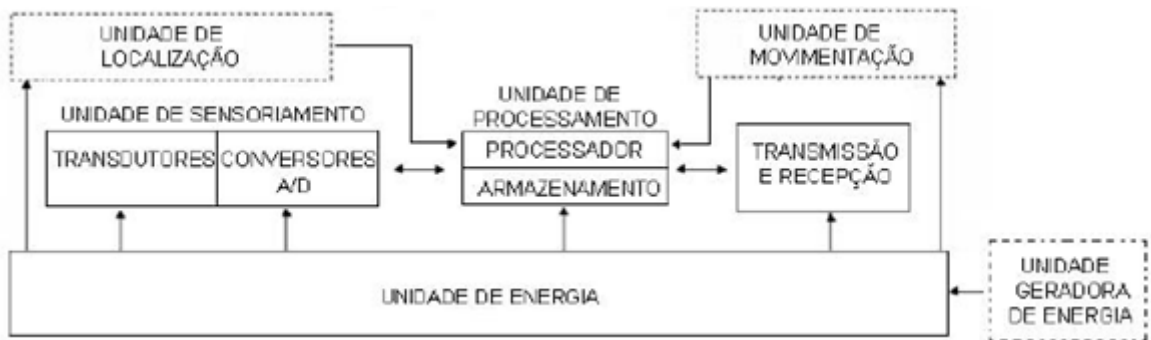 UNIDADE DE
LOCALIZAÇÃO
UNIDADE DE
MOVIMENTAÇÃO
UNIDADE DE SENSORIAMENTO
TRANSDUTORES
CONVERSORES
A/D
UNIDADE DE
PROCESSAMENTO
PROCESSADOR
ARMAZENAMENTO
TRANSMISSÃO
E RECEPÇÃO
UNIDADE DE ENERGIA
UNIDADE
GERADORA
DE ENERGIA